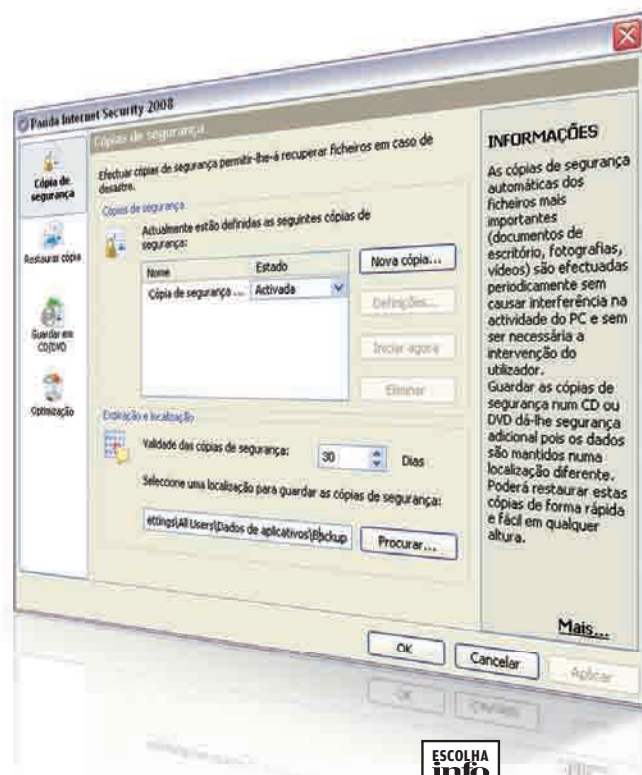 Panda Internet Security 2008
Cópia de
segurança
Restaurar cópia
Guardar em
CD/DVD
Optimização
Cópias de segurança
Efectuar cópias de segurança permitir-lhe-á recuperar ficheiros em caso de
desastre.
Cópias de segurança
Actualmente estão definidas as seguintes cópias de
segurança:
Nome Estado
Cópia de segurança ... Activada
Nova cópia...
Definições...
Iniciar agora
Eliminar
Expiração e localização
Validade das cópias de segurança: 30 Dias
Seleccione uma localização para guardar as cópias de segurança:
ettings\All Users\Dados de aplicativos\Backup
Procurar...
INFORMAÇÕES
As cópias de segurança
automáticas dos
ficheiros mais
importantes
(documentos de
escritório, fotografias,
vídeos) são efectuadas
periodicamente sem
causar interferência na
actividade do PC e sem
ser necessária a
intervenção do
utilizador.
Guardar as cópias de
segurança num CD ou
DVD dá-lhe segurança
adicional pois os dados
são mantidos numa
localização diferente.
Poderá restaurar estas
cópias de forma rápida
e fácil em qualquer
altura.
Mais...
OK Cancelar Aplicar
ESCOLHA
info